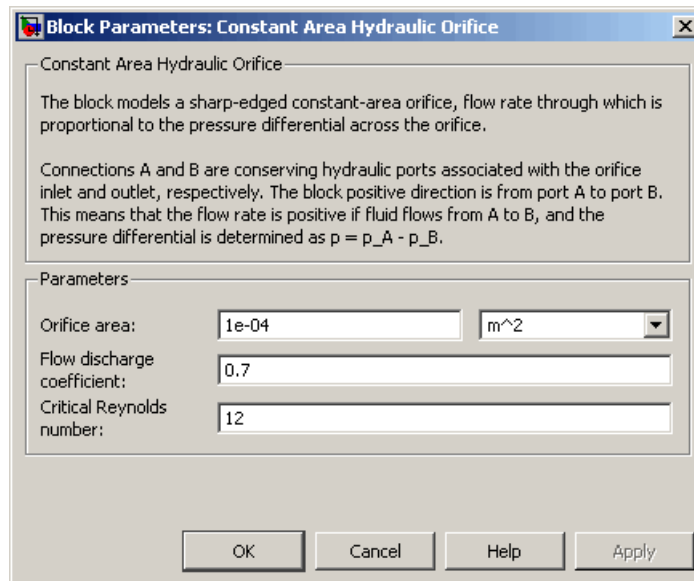 Block Parameters: Constant Area Hydraulic Orifice
Constant Area Hydraulic Orifice
The block models a sharp-edged constant-area orifice, flow rate through which is
proportional to the pressure differential across the orifice.
Connections A and B are conserving hydraulic ports associated with the orifice
inlet and outlet, respectively. The block positive direction is from port A to port B.
This means that the flow rate is positive if fluid flows from A to B, and the
pressure differential is determined as p = p_A - p_B.
Parameters
Orifice area: 1e-04 m^2
Flow discharge
coefficient: 0.7
Critical Reynolds
number: 12
OK Cancel Help Apply